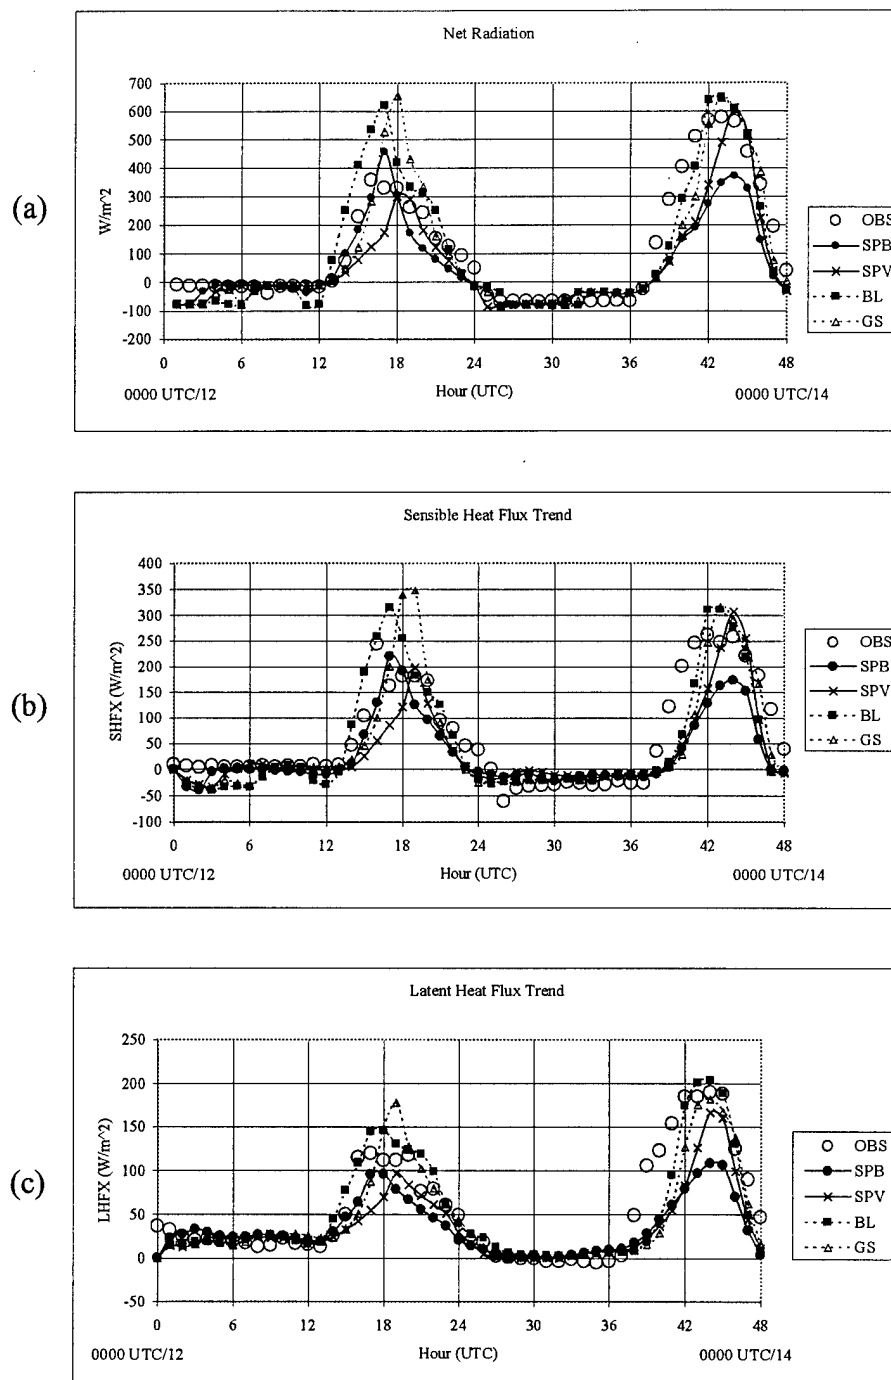 (a)
Net Radiation
W/m^2
700
600
500
400
300
200
100
0
-100
-200
0 6 12 18 24 30 36 42 48
0000 UTC/12 Hour (UTC) 0000 UTC/14
OBS
SPB
SPV
BL
GS
(b)
Sensible Heat Flux Trend
SHFX (W/m^2)
400
350
300
250
200
150
100
50
0
-50
-100
0 6 12 18 24 30 36 42 48
0000 UTC/12 Hour (UTC) 0000 UTC/14
OBS
SPB
SPV
BL
GS
(c)
Latent Heat Flux Trend
LHFX (W/m^2)
250
200
150
100
50
0
-50
0 6 12 18 24 30 36 42 48
0000 UTC/12 Hour (UTC) 0000 UTC/14
OBS
SPB
SPV
BL
GS